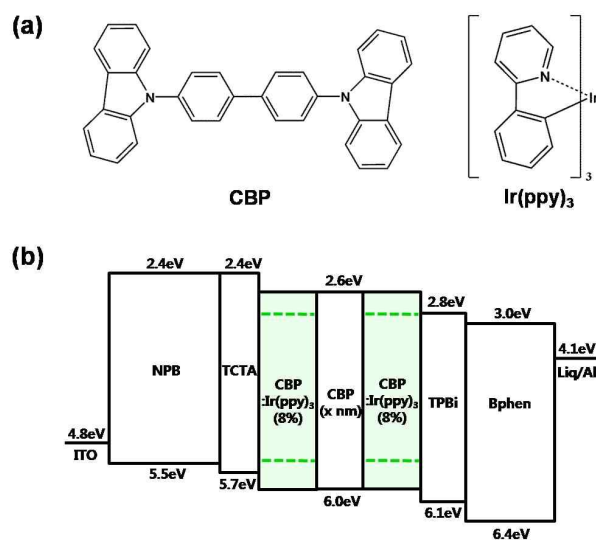 (a)
N
N
N
Ir
3
CBP
Ir(ppy)3
(b)
2.4eV
2.4eV
2.6eV
2.8eV
3.0eV
4.1eV
Liq/Al
NPB
TCTA
CBP
:Ir(ppy)3
(8%)
CBP
(x nm)
CBP
:Ir(ppy)3
(8%)
TPBi
Bphen
4.8eV
ITO
5.5eV
5.7eV
6.0eV
6.1eV
6.4eV